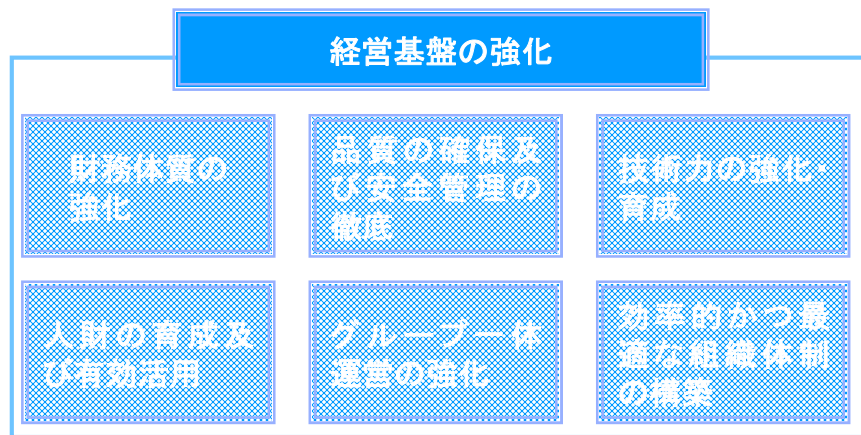 経営基盤の強化
財務体質の
強化
品質の確保及
び安全管理の
徹底
技術力の強化・
育成
人財の育成及
び有効活用
グループ一体
運営の強化
効率的かつ最
適な組織体制
の構築